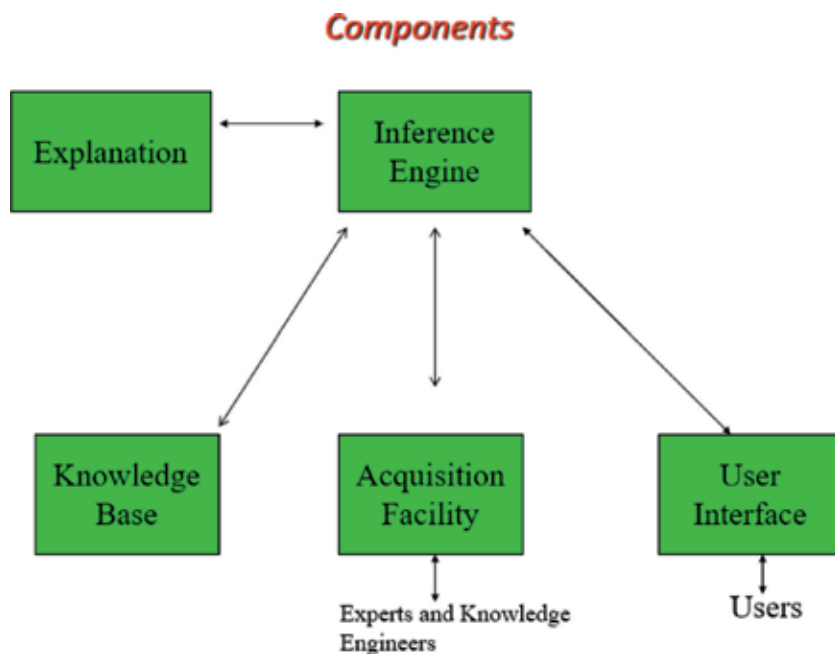 Components
Explanation
Inference
Engine
Knowledge
Base
Acquisition
Facility
User
Interface
Experts and Knowledge
Engineers
Users